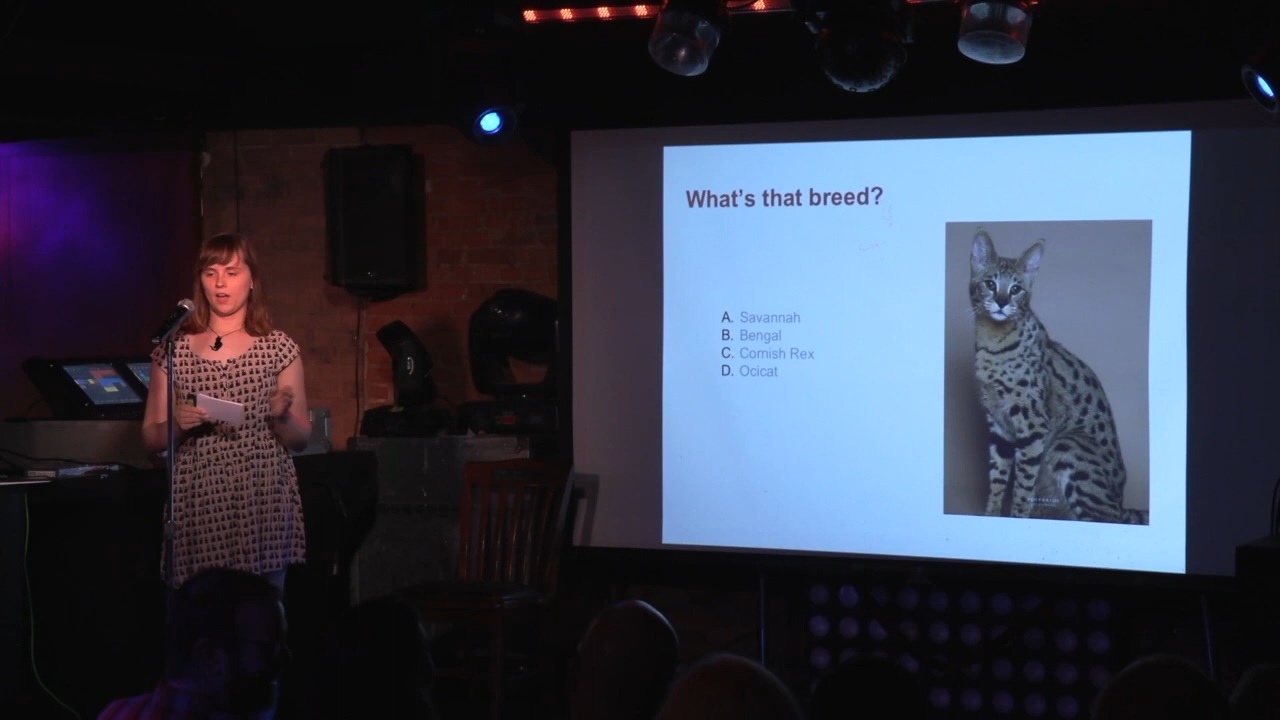 What's that breed?
A. Savannah
B. Bengal
C. Cornish Rex
D. Ocicat